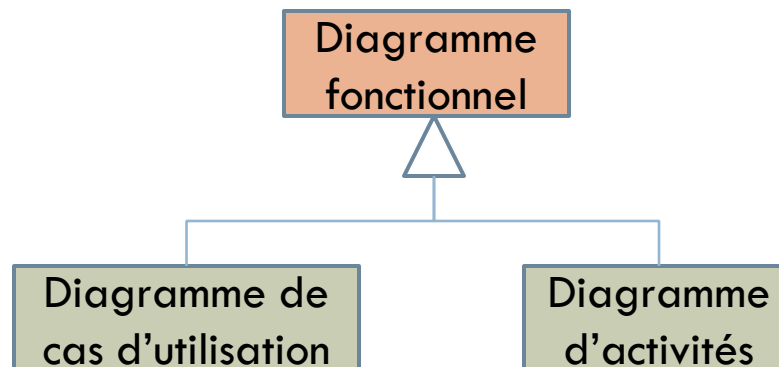 Diagramme
fonctionnel
Diagramme de
cas d’utilisation
Diagramme
d’activités